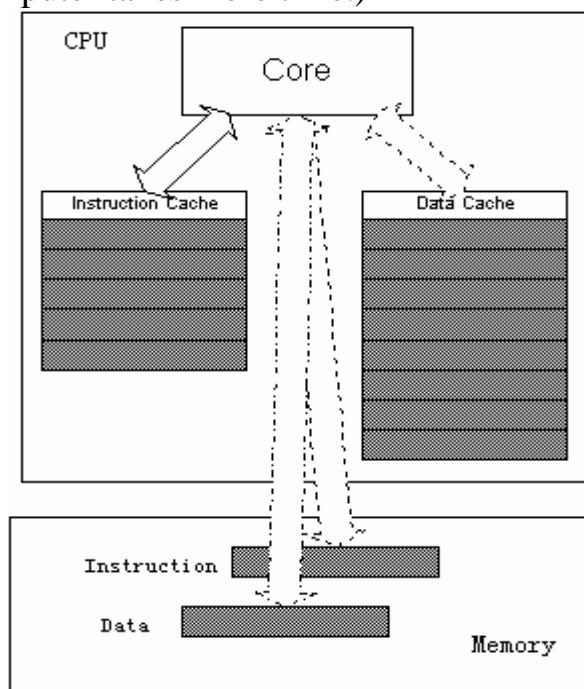 CPU
Core
Instruction Cache
Data Cache
Instruction
Data
Memory